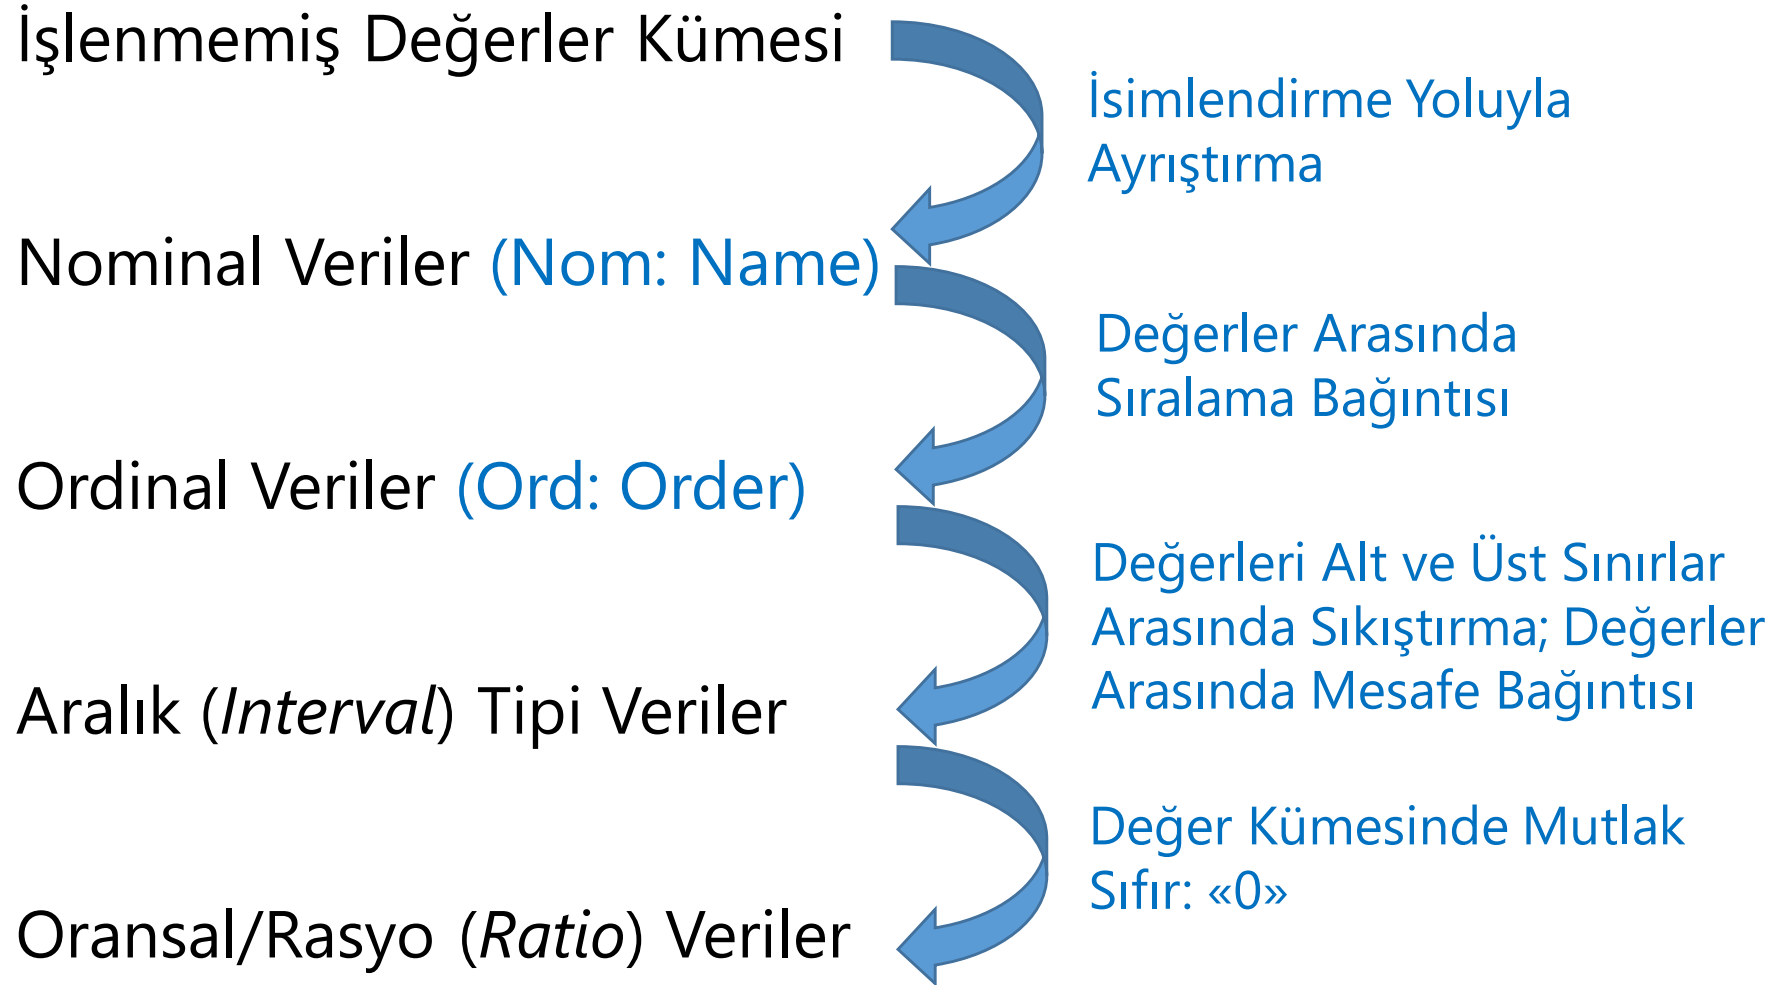 İşlenmemiş Değerler Kümesi
İsimlendirme Yoluyla
Ayrıştırma
Nominal Veriler (Nom: Name)
Değerler Arasında
Sıralama Bağıntısı
Ordinal Veriler (Ord: Order)
Değerleri Alt ve Üst Sınırlar
Arasında Sıkıştırma; Değerler
Arasında Mesafe Bağıntısı
Aralık (Interval) Tipi Veriler
Değer Kümesinde Mutlak
Sıfır: «0»
Oransal/Rasyo (Ratio) Veriler